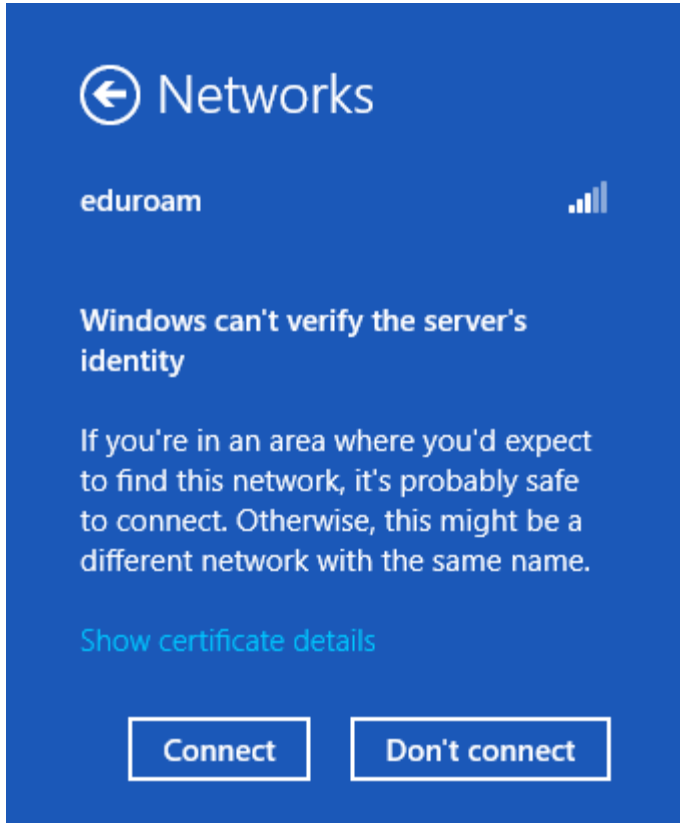 Networks
eduroam
Windows can't verify the server's
identity
If you're in an area where you'd expect
to find this network, it's probably safe
to connect. Otherwise, this might be a
different network with the same name.
Show certificate details
Connect
Don't connect